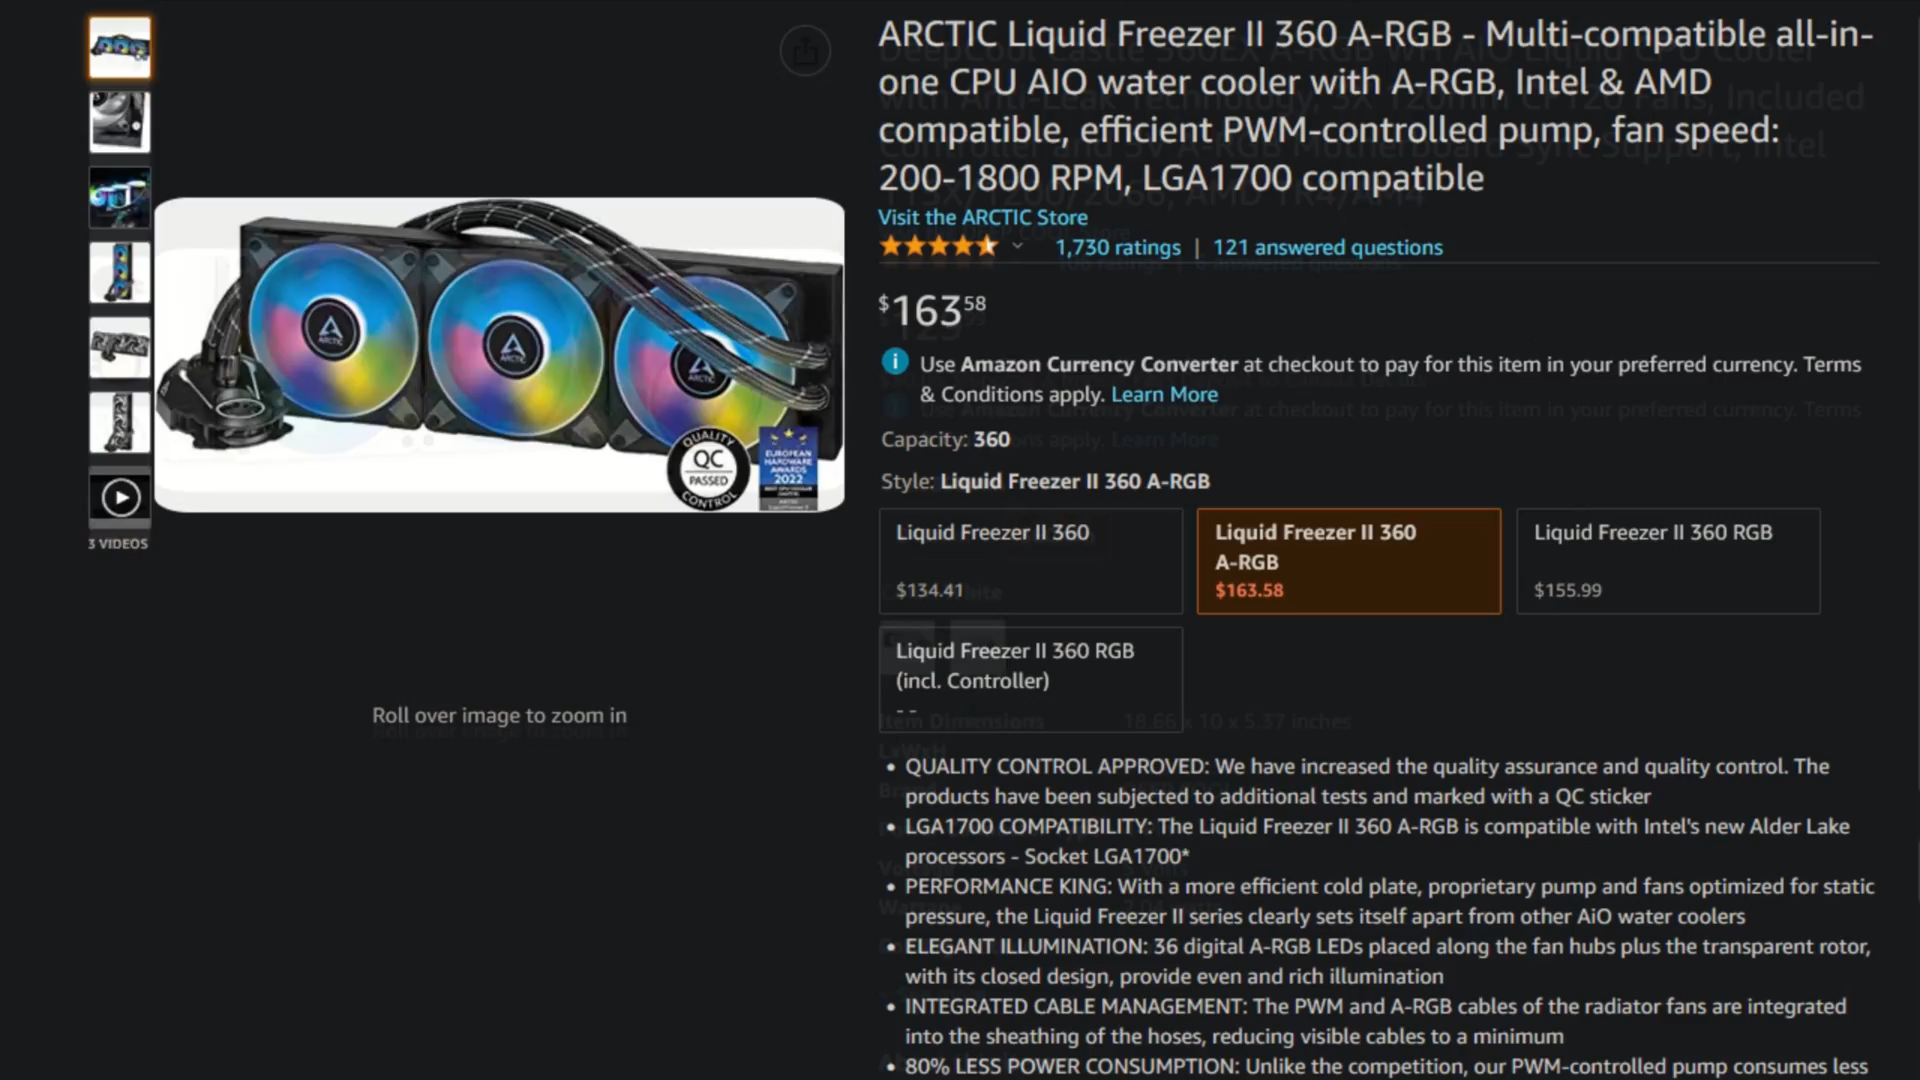 ARCTIC Liquid Freezer II 360 A-RGB - Multi-compatible all-in-
one CPU AIO water cooler with A-RGB, Intel & AMD
compatible, efficient PWM-controlled pump, fan speed:
200-1800 RPM, LGA1700 compatible
Visit the ARCTIC Store
1,730 ratings | 121 answered questions
$163 58
Use Amazon Currency Converter at checkout to pay for this item in your preferred currency. Terms
& Conditions apply. Learn More
Capacity: 360
Style: Liquid Freezer II 360 A-RGB
Liquid Freezer II 360
$134.41
Liquid Freezer II 360
A-RGB
$163.58
Liquid Freezer II 360 RGB
$155.99
Liquid Freezer II 360 RGB
(incl. Controller)
- -
Item Dimensions 18.66 x 10 x 5.37 inches
LxWxH
• QUALITY CONTROL APPROVED: We have increased the quality assurance and quality control. The
products have been subjected to additional tests and marked with a QC sticker
• LGA1700 COMPATIBILITY: The Liquid Freezer II 360 A-RGB is compatible with Intel's new Alder Lake
processors - Socket LGA1700*
• PERFORMANCE KING: With a more efficient cold plate, proprietary pump and fans optimized for static
pressure, the Liquid Freezer II series clearly sets itself apart from other AiO water coolers
• ELEGANT ILLUMINATION: 36 digital A-RGB LEDs placed along the fan hubs plus the transparent rotor,
with its closed design, provide even and rich illumination
• INTEGRATED CABLE MANAGEMENT: The PWM and A-RGB cables of the radiator fans are integrated
into the sheathing of the hoses, reducing visible cables to a minimum
• 80% LESS POWER CONSUMPTION: Unlike the competition, our PWM-controlled pump consumes less
3 VIDEOS
Roll over image to zoom in
ARCTIC
ARCTIC
ARCTIC
QUALITY
QC
PASSED
CONTROL
EUROPEAN
HARDWARE
AWARDS
2022